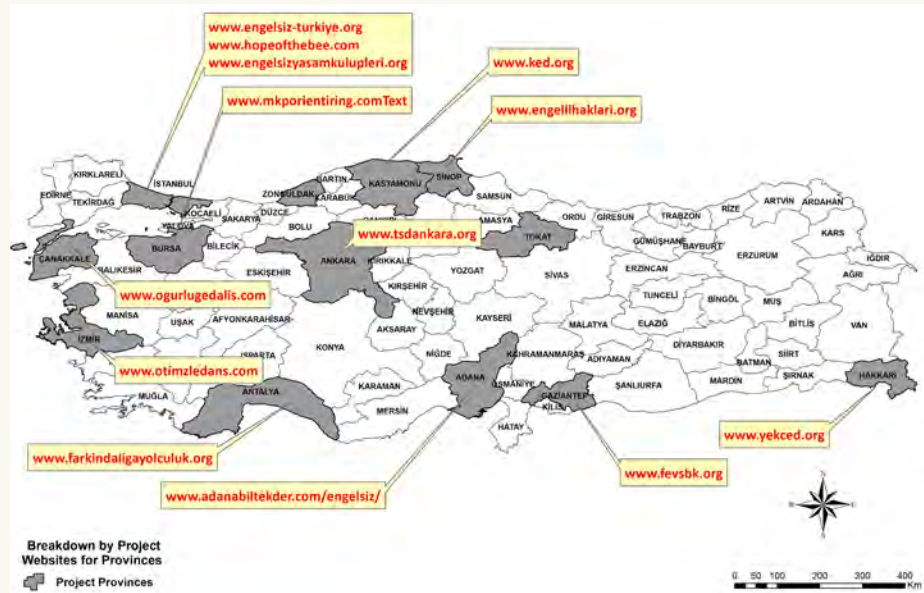 www.engelsiz-turkiye.org
www.hopeofthebee.com
www.engelsizyasamkulupleri.org
www.ked.org
www.mkporientiring.comText
www.engellihaklari.org
KIRKLARELİ
İSTANBUL
EDİRNE
TEKİRDAĞ
KOCAELİ
YALOVA
SAKARYA
DÜZCE
ZONGULDAK
BARTIN
KARABÜK
KASTAMONU
SİNOP
SAMSUN
ORDU
GİRESUN
TRABZON
RİZE
ARTVİN
ARDAHAN
KARS
IĞDIR
AĞRI
BOLU
AMASYA
TOKAT
GÜMÜŞHANE
BAYBURT
ERZURUM
ÇANAKKALE
BALIKESİR
BURSA
BİLECİK
ESKİŞEHİR
www.tsdankara.org
ANKARA
KIRIKKALE
KIRŞEHİR
YOZGAT
SİVAS
ERZİNCAN
TUNCELİ
BİNGÖL
MUŞ
BİTLİS
VAN
www.ogurlugedalis.com
MANİSA
UŞAK
AFYONKARAHİSAR
NEVŞEHİR
AKSARAY
KAYSERİ
MALATYA
ELAZIĞ
DİYARBAKIR
BATMAN
SİİRT
İZMİR
ISPARTA
KONYA
NİĞDE
KAHRAMANMARAŞ
ADIYAMAN
MARDİN
ŞIRNAK
HAKKARİ
www.otimzledans.com
MUĞLA
ANTALYA
KARAMAN
MERSİN
ADANA
OSMANİYE
GAZİANTEP
KİLİS
ŞANLIURFA
HATAY
www.yekced.org
www.farkindaligayolculuk.org
www.fevsbk.org
www.adanabiltekder.com/engelsiz/
N
Breakdown by Project
Websites for Provinces
Project Provinces
0 50 100 200 300 400
Km